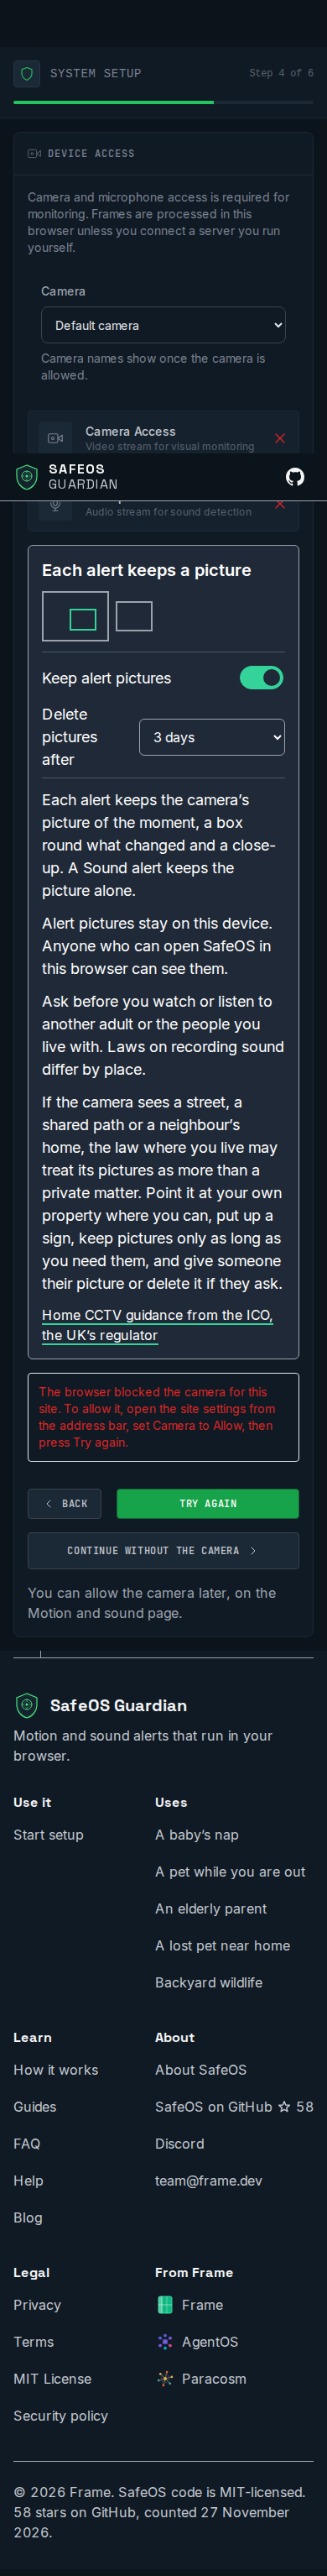 SYSTEM SETUP
Step 4 of 6
DEVICE ACCESS
Camera and microphone access is required for
monitoring. Frames are processed in this
browser unless you connect a server you run
yourself.
Camera
Default camera
Camera names show once the camera is
allowed.
Camera Access
Video stream for visual monitoring
SAFEOS
GUARDIAN
Audio stream for sound detection
Each alert keeps a picture
Keep alert pictures
Delete
pictures
after
3 days
Each alert keeps the camera’s
picture of the moment, a box
round what changed and a close-
up. A Sound alert keeps the
picture alone.
Alert pictures stay on this device.
Anyone who can open SafeOS in
this browser can see them.
Ask before you watch or listen to
another adult or the people you
live with. Laws on recording sound
differ by place.
If the camera sees a street, a
shared path or a neighbour’s
home, the law where you live may
treat its pictures as more than a
private matter. Point it at your own
property where you can, put up a
sign, keep pictures only as long as
you need them, and give someone
their picture or delete it if they ask.
Home CCTV guidance from the ICO,
the UK’s regulator
The browser blocked the camera for this
site. To allow it, open the site settings from
the address bar, set Camera to Allow, then
press Try again.
BACK
TRY AGAIN
CONTINUE WITHOUT THE CAMERA
You can allow the camera later, on the
Motion and sound page.
SafeOS Guardian
Motion and sound alerts that run in your
browser.
Use it
Start setup
Uses
A baby’s nap
A pet while you are out
An elderly parent
A lost pet near home
Backyard wildlife
Learn
How it works
Guides
FAQ
Help
Blog
About
About SafeOS
SafeOS on GitHub ☆ 58
Discord
team@frame.dev
Legal
Privacy
Terms
MIT License
Security policy
From Frame
Frame
AgentOS
Paracosm
© 2026 Frame. SafeOS code is MIT-licensed.
58 stars on GitHub, counted 27 November
2026.